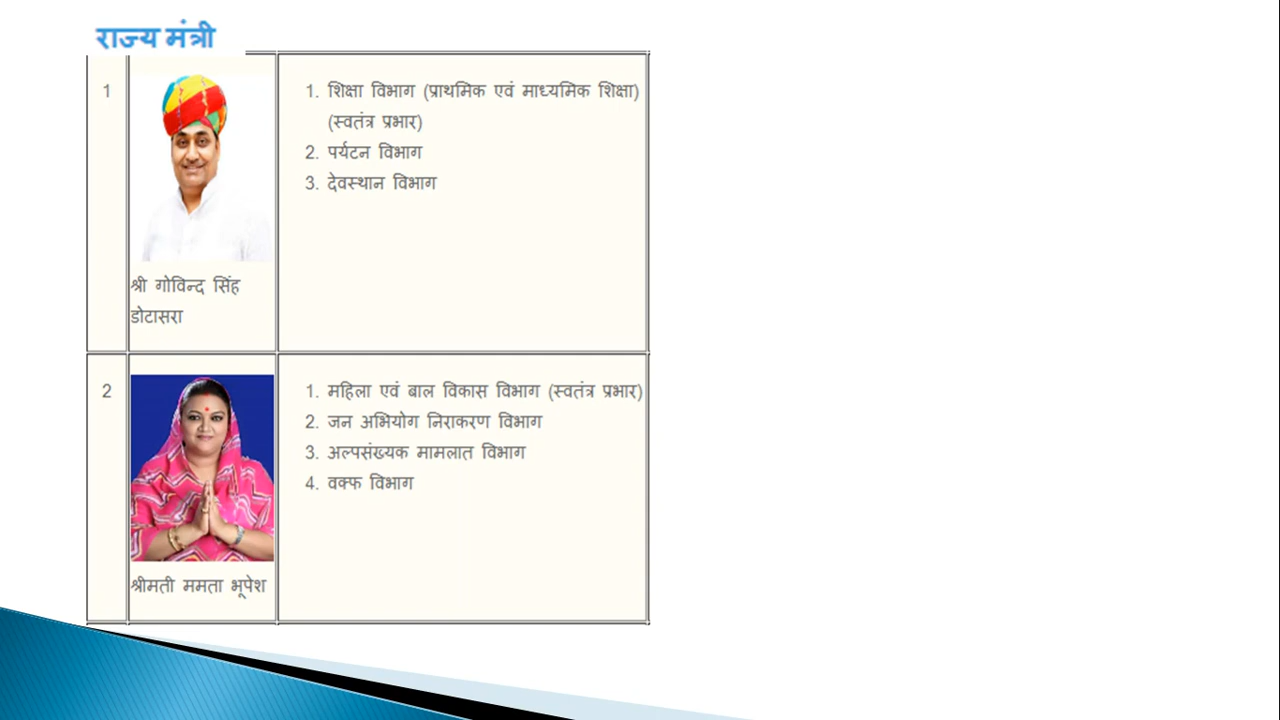 राज्य मंत्री
1
1. शिक्षा विभाग (प्राथमिक एवं माध्यमिक शिक्षा)
(स्वतंत्र प्रभार)
2. पर्यटन विभाग
3. देवस्थान विभाग
श्री गोविन्द सिंह
डोटासरा
2
1. महिला एवं बाल विकास विभाग (स्वतंत्र प्रभार)
2. जन अभियोग निराकरण विभाग
3. अल्पसंख्यक मामलात विभाग
4. वक्फ विभाग
श्रीमती ममता भूपेश